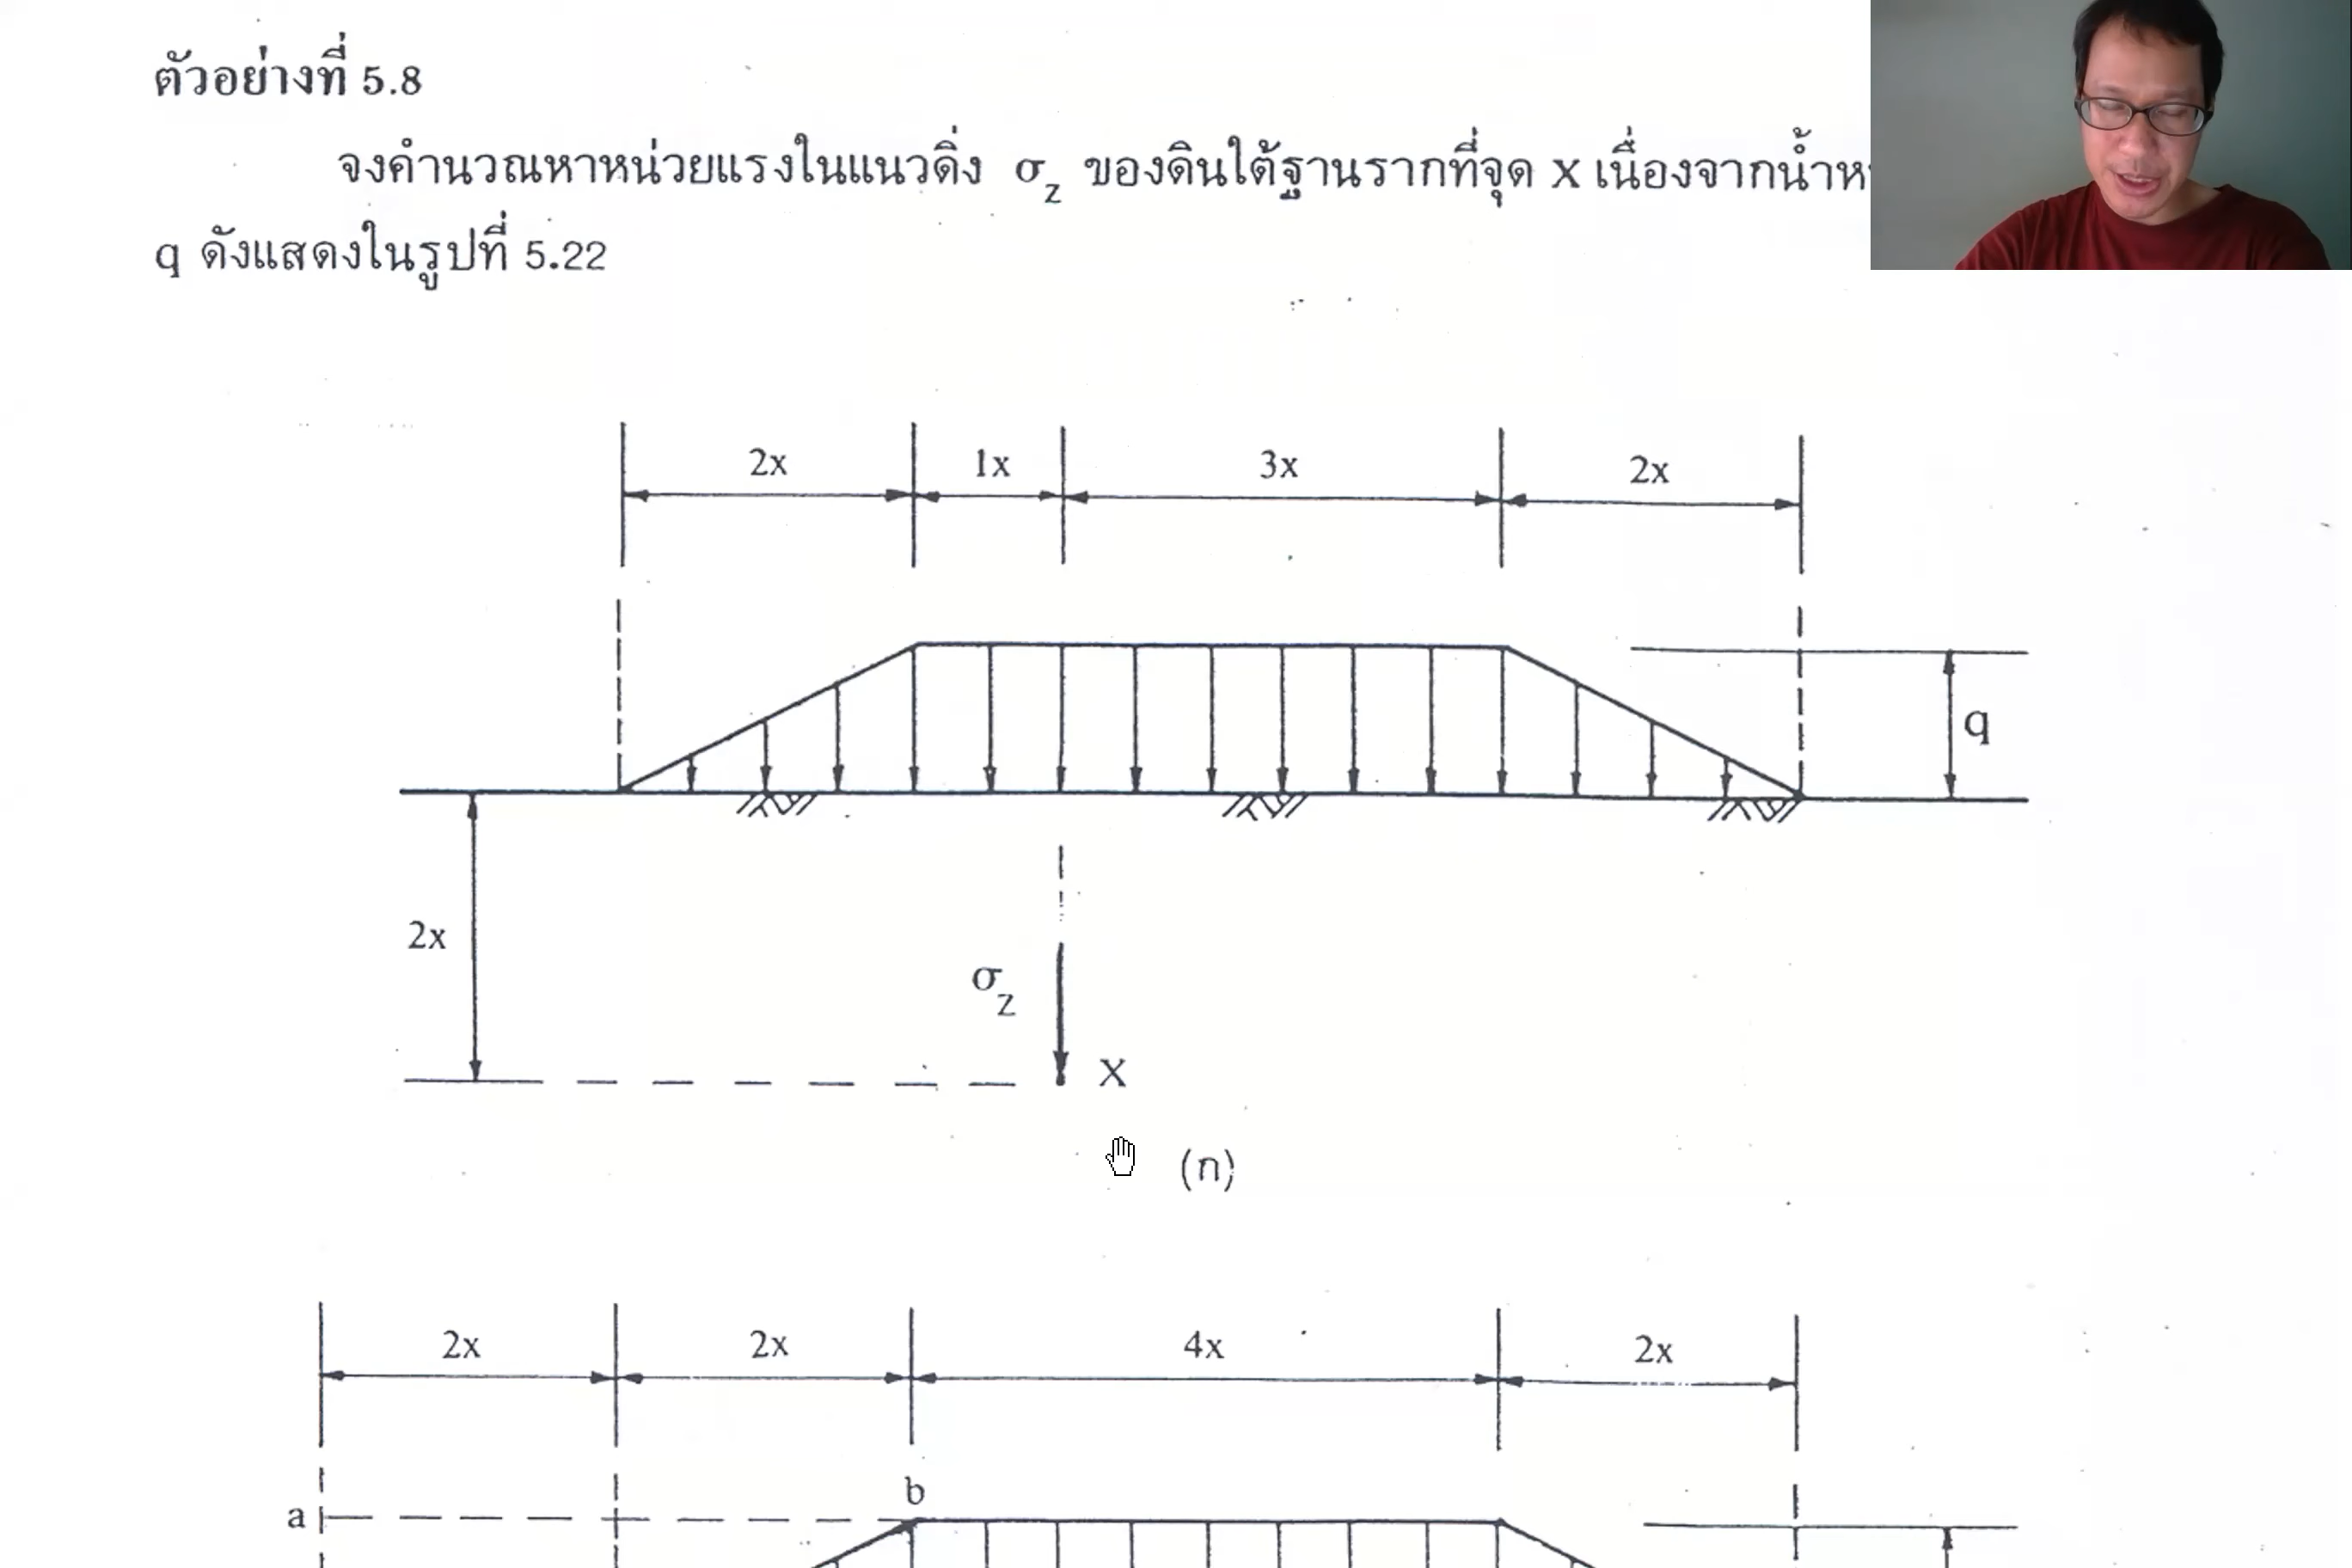 ตัวอย่างที่ 5.8
จงคำนวณหาหน่วยแรงในแนวดิ่ง σz ของดินใต้ฐานรากที่จุด X เนื่องจาก
q ดังแสดงในรูปที่ 5.22
2x 1x 3x 2x
q
2x
σz
X
(ก)
2x 2x 4x 2x
b
a